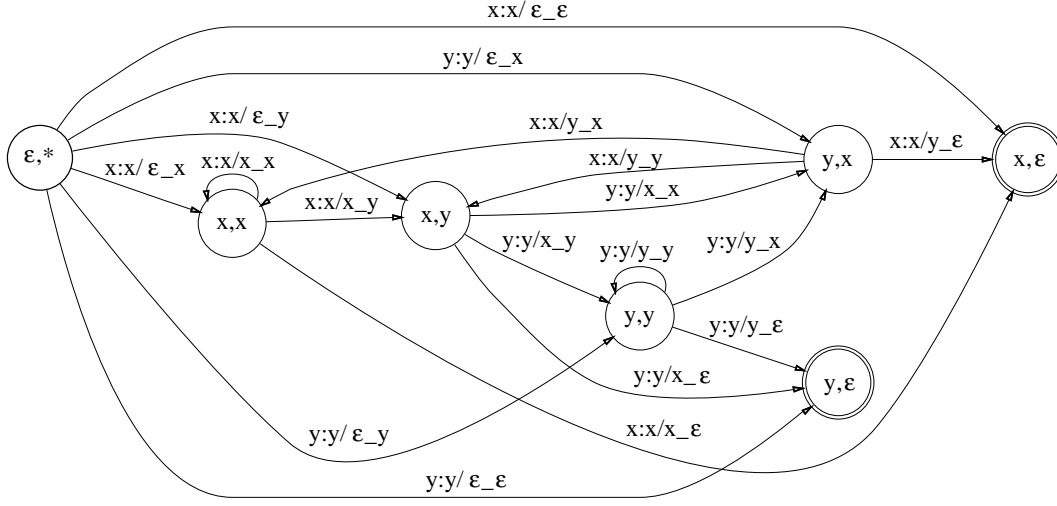 x:x/ ε_ε
y:y/ ε_x
x:x/ ε_y
x:x/y_x
ε,*
x:x/ ε_x
x:x/x_x
x:x/y_y
y,x
x:x/y_ε
x,ε
y:y/x_x
x,x
x:x/x_y
x,y
y:y/x_y
y:y/y_y
y:y/y_x
y,y
y:y/y_ε
y:y/x_ε
y,ε
y:y/ ε_y
x:x/x_ε
y:y/ ε_ε